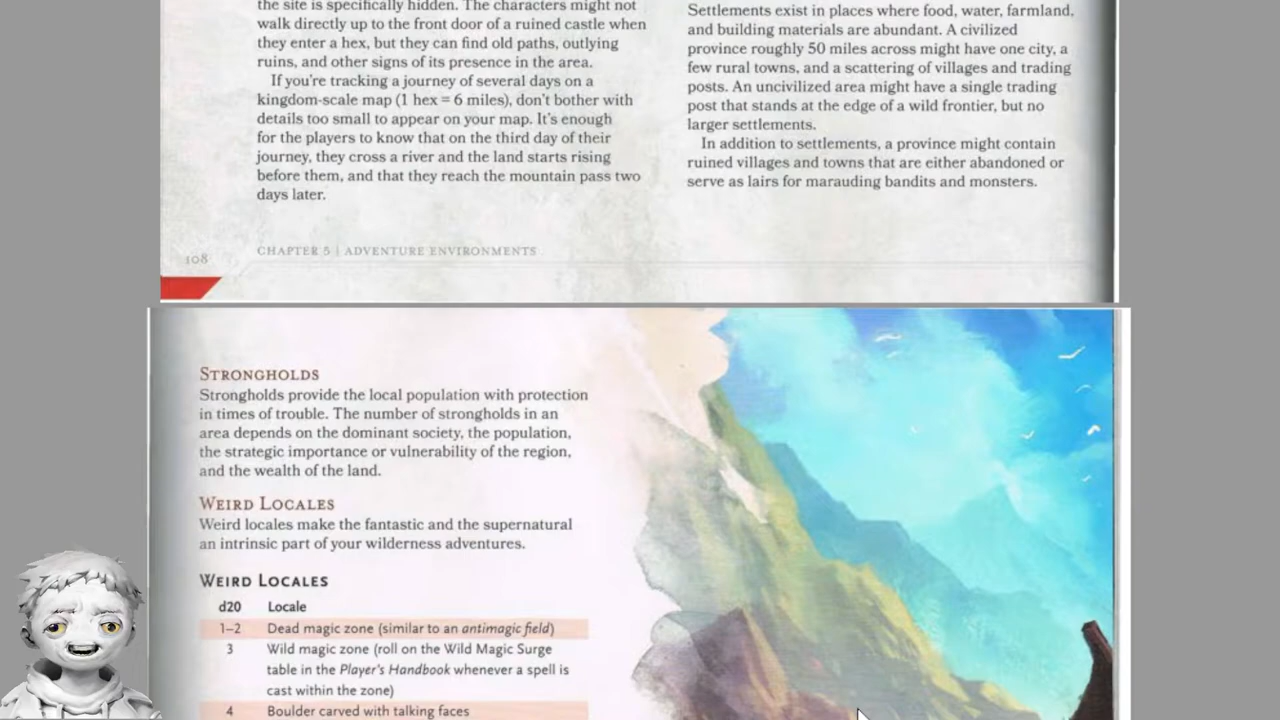 the site is specifically hidden. The characters might not
walk directly up to the front door of a ruined castle when
they enter a hex, but they can find old paths, outlying
ruins, and other signs of its presence in the area.
If you're tracking a journey of several days on a
kingdom-scale map (1 hex = 6 miles), don't bother with
details too small to appear on your map. It's enough
for the players to know that on the third day of their
journey, they cross a river and the land starts rising
before them, and that they reach the mountain pass two
days later.
Settlements exist in places where food, water, farmland,
and building materials are abundant. A civilized
province roughly 50 miles across might have one city, a
few rural towns, and a scattering of villages and trading
posts. An uncivilized area might have a single trading
post that stands at the edge of a wild frontier, but no
larger settlements.
In addition to settlements, a province might contain
ruined villages and towns that are either abandoned or
serve as lairs for marauding bandits and monsters.
108
CHAPTER 5 | ADVENTURE ENVIRONMENTS
STRONGHOLDS
Strongholds provide the local population with protection
in times of trouble. The number of strongholds in an
area depends on the dominant society, the population,
the strategic importance or vulnerability of the region,
and the wealth of the land.
WEIRD LOCALES
Weird locales make the fantastic and the supernatural
an intrinsic part of your wilderness adventures.
WEIRD LOCALES
d20 Locale
1–2 Dead magic zone (similar to an antimagic field)
3 Wild magic zone (roll on the Wild Magic Surge
table in the Player's Handbook whenever a spell is
cast within the zone)
4 Boulder carved with talking faces